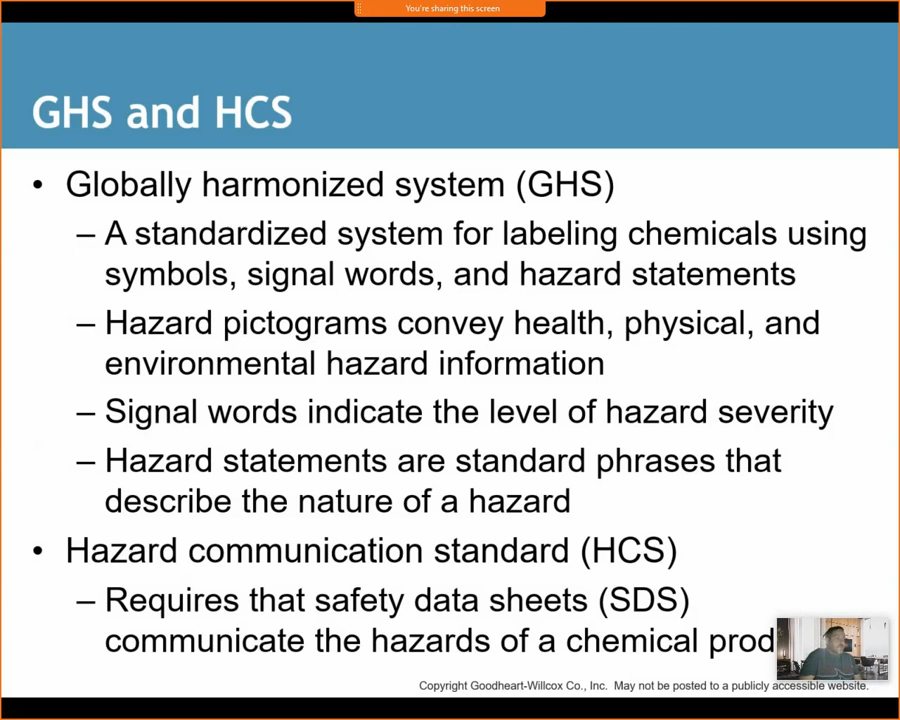 You're sharing this screen
GHS and HCS
• Globally harmonized system (GHS)
– A standardized system for labeling chemicals using
symbols, signal words, and hazard statements
– Hazard pictograms convey health, physical, and
environmental hazard information
– Signal words indicate the level of hazard severity
– Hazard statements are standard phrases that
describe the nature of a hazard
• Hazard communication standard (HCS)
– Requires that safety data sheets (SDS)
communicate the hazards of a chemical prod
Copyright Goodheart-Willcox Co., Inc. May not be posted to a publicly accessible website.